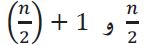 (n/2) + 1 و n/2